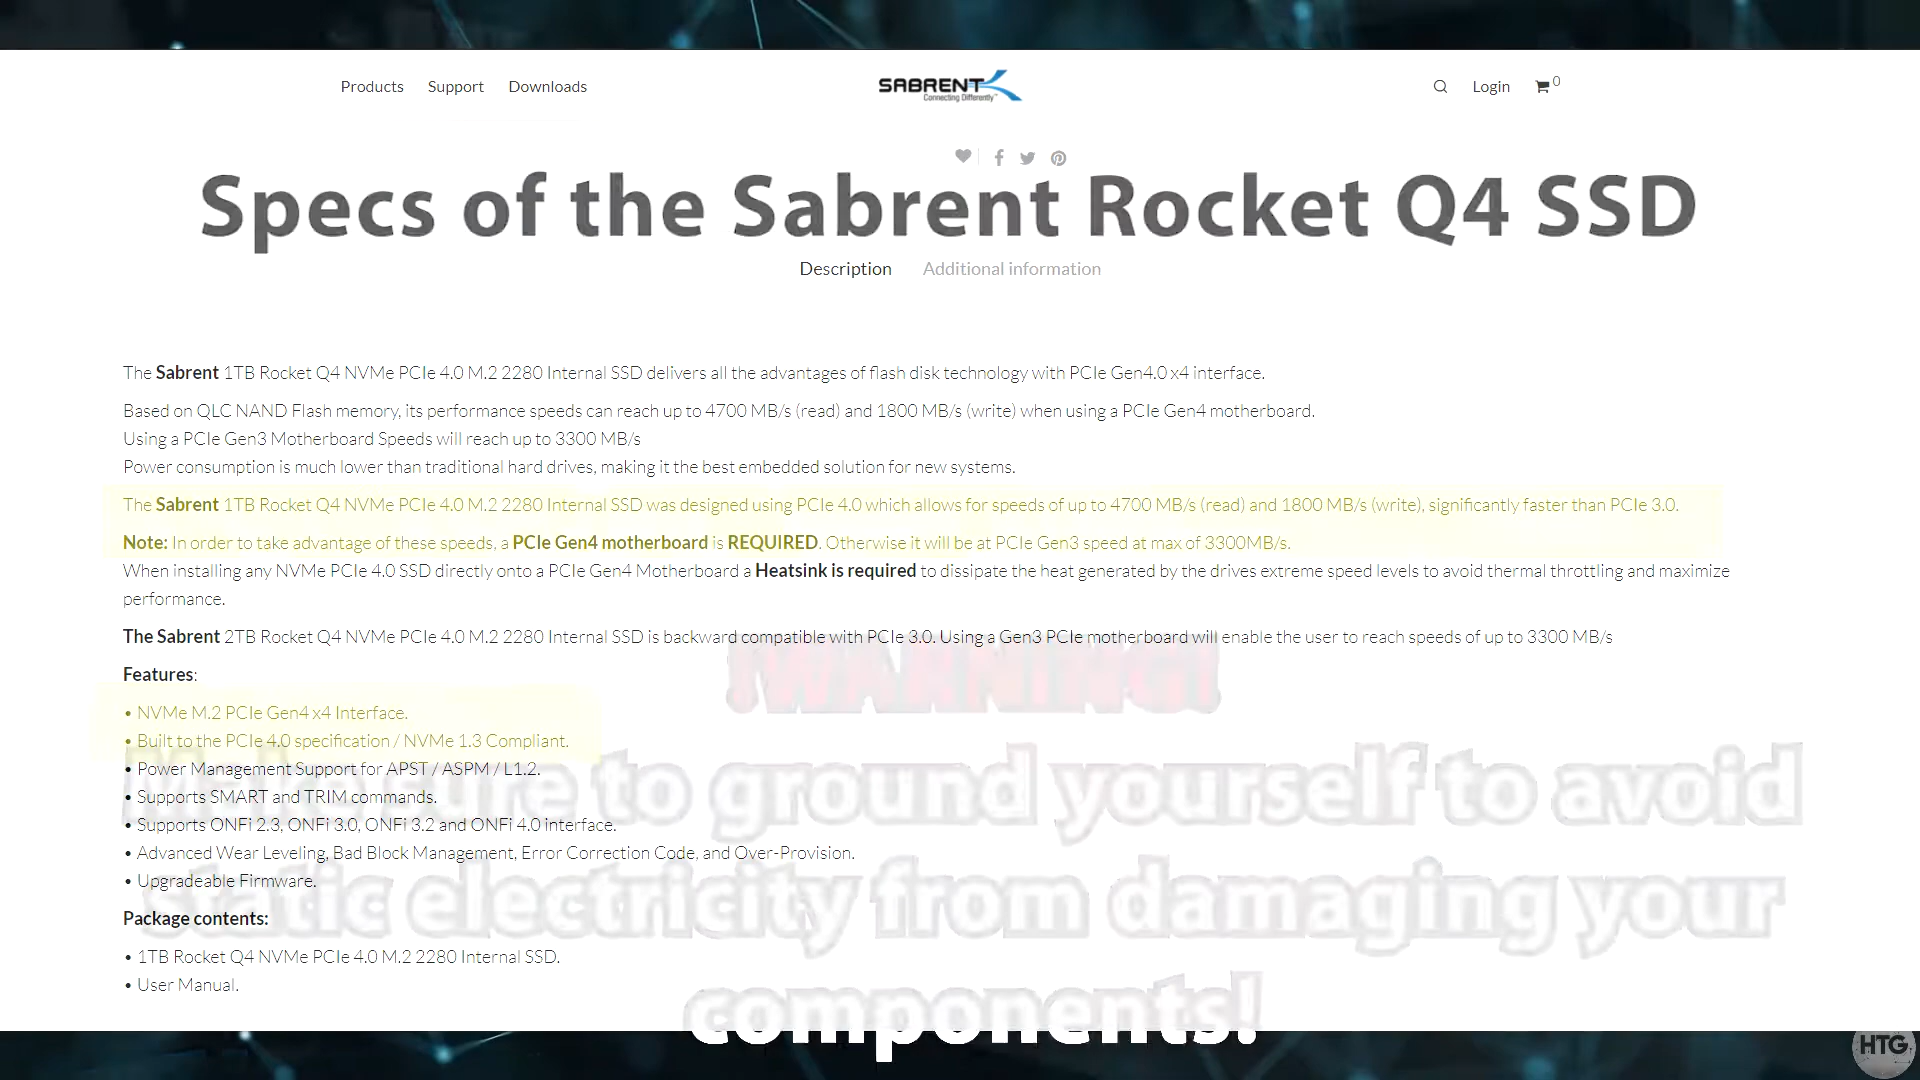 Products Support Downloads
SABRENT
Connecting Differently™
Login 0
Specs of the Sabrent Rocket Q4 SSD
Description Additional information
The Sabrent 1TB Rocket Q4 NVMe PCIe 4.0 M.2 2280 Internal SSD delivers all the advantages of flash disk technology with PCIe Gen4.0 x4 interface.
Based on QLC NAND Flash memory, its performance speeds can reach up to 4700 MB/s (read) and 1800 MB/s (write) when using a PCIe Gen4 motherboard.
Using a PCIe Gen3 Motherboard Speeds will reach up to 3300 MB/s
Power consumption is much lower than traditional hard drives, making it the best embedded solution for new systems.
The Sabrent 1TB Rocket Q4 NVMe PCIe 4.0 M.2 2280 Internal SSD was designed using PCIe 4.0 which allows for speeds of up to 4700 MB/s (read) and 1800 MB/s (write), significantly faster than PCIe 3.0.
Note: In order to take advantage of these speeds, a PCIe Gen4 motherboard is REQUIRED. Otherwise it will be at PCIe Gen3 speed at max of 3300MB/s.
When installing any NVMe PCIe 4.0 SSD directly onto a PCIe Gen4 Motherboard a Heatsink is required to dissipate the heat generated by the drives extreme speed levels to avoid thermal throttling and maximize
performance.
The Sabrent 2TB Rocket Q4 NVMe PCIe 4.0 M.2 2280 Internal SSD is backward compatible with PCIe 3.0. Using a Gen3 PCIe motherboard will enable the user to reach speeds of up to 3300 MB/s
!WARNING!
Features:
• NVMe M.2 PCIe Gen4 x4 Interface.
• Built to the PCIe 4.0 specification / NVMe 1.3 Compliant.
• Power Management Support for APST / ASPM / L1.2.
• Supports SMART and TRIM commands.
• Supports ONFi 2.3, ONFi 3.0, ONFi 3.2 and ONFi 4.0 interface.
• Advanced Wear Leveling, Bad Block Management, Error Correction Code, and Over-Provision.
• Upgradeable Firmware.
Package contents:
• 1TB Rocket Q4 NVMe PCIe 4.0 M.2 2280 Internal SSD.
• User Manual.
Make sure to ground yourself to avoid
static electricity from damaging your
components!
HTG